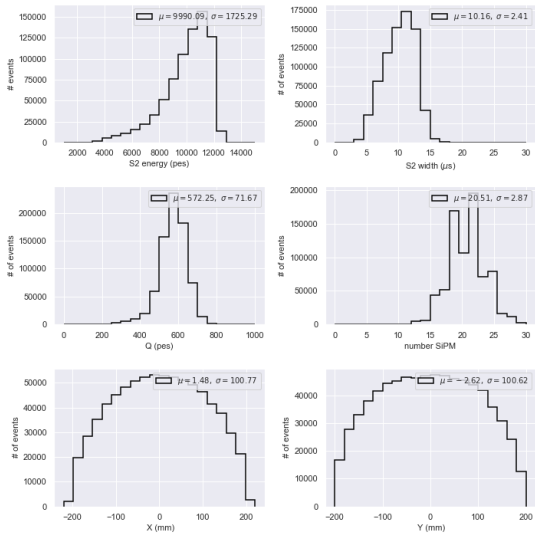 μ = 9990.09, σ = 1725.29
150000
125000
100000
75000
50000
25000
0
# of events
2000 4000 6000 8000 10000 12000 14000
S2 energy (pes)
μ = 10.16, σ = 2.41
175000
150000
125000
100000
75000
50000
25000
0
# of events
0 5 10 15 20 25 30
S2 width (μs)
μ = 572.25, σ = 71.67
200000
150000
100000
50000
0
# of events
0 200 400 600 800 1000
Q (pes)
μ = 20.51, σ = 2.87
200000
150000
100000
50000
0
# of events
0 5 10 15 20 25 30
number SiPM
μ = 1.48, σ = 100.77
50000
40000
30000
20000
10000
0
# of events
−200 −100 0 100 200
X (mm)
μ = −2.62, σ = 100.62
40000
30000
20000
10000
0
# of events
−200 −100 0 100 200
Y (mm)